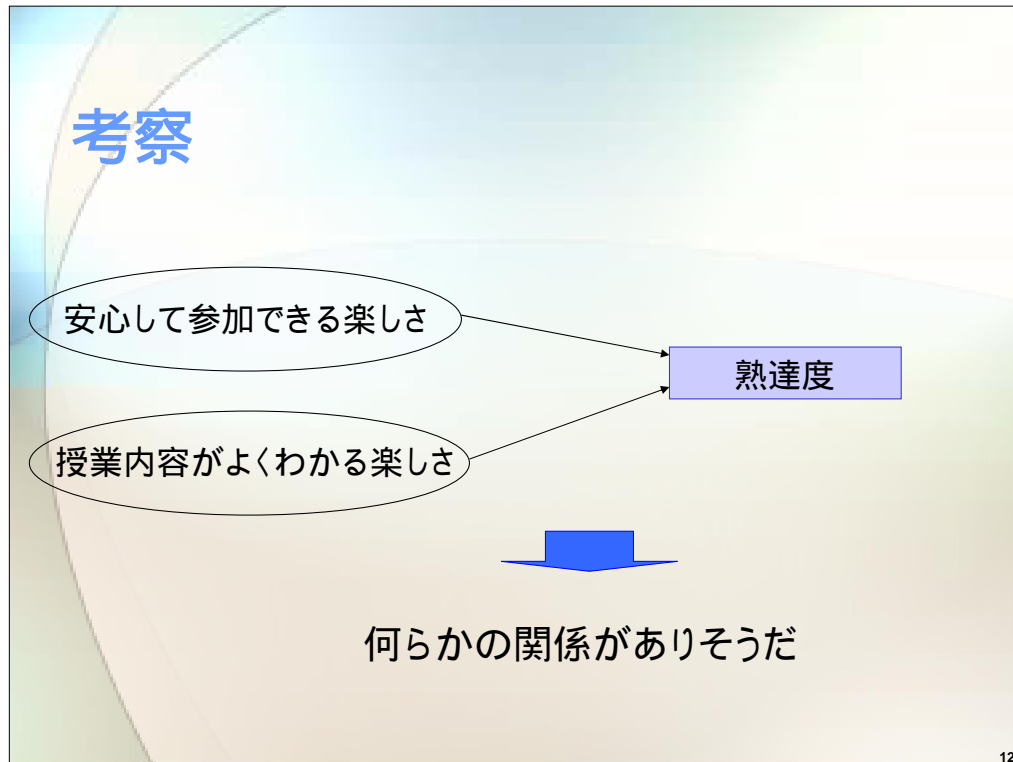 考察
安心して参加できる楽しさ
熟達度
授業内容がよくわかる楽しさ
何らかの関係がありそうだ
12